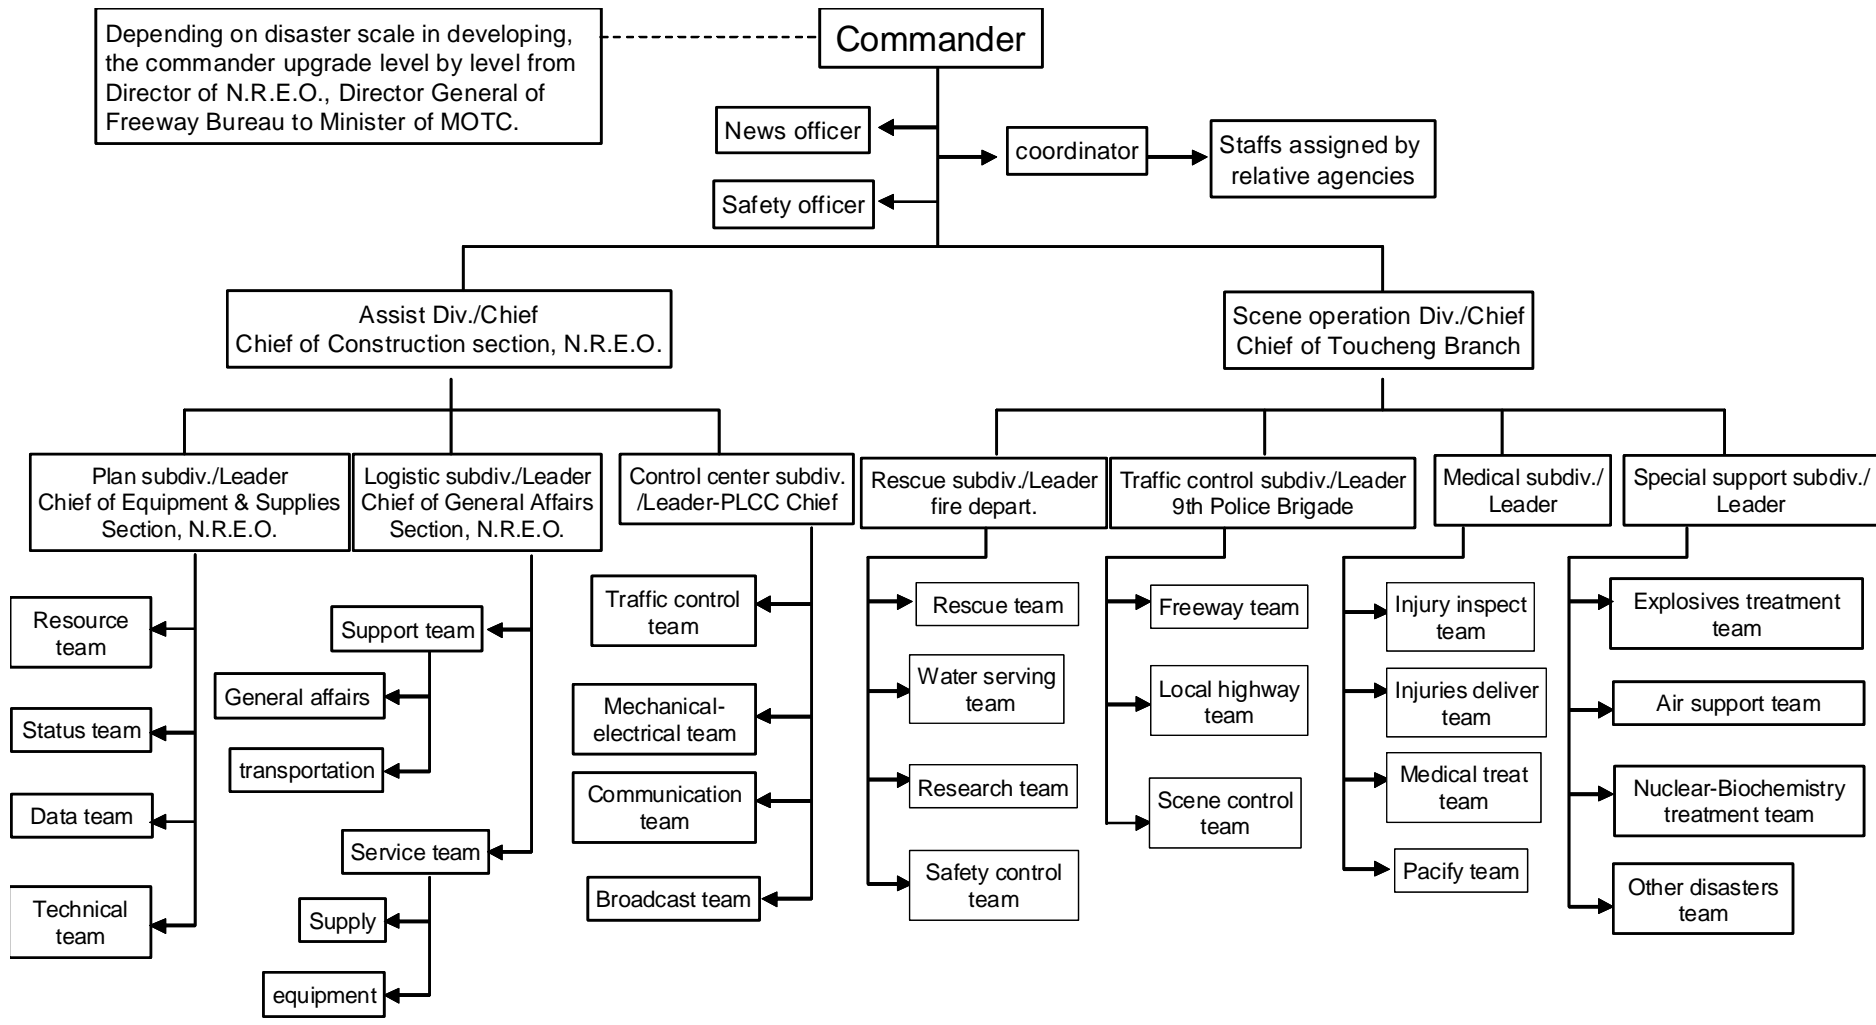 Depending on disaster scale in developing,
the commander upgrade level by level from
Director of N.R.E.O., Director General of
Freeway Bureau to Minister of MOTC.
Commander
News officer
coordinator
Staffs assigned by
relative agencies
Safety officer
Assist Div./Chief
Chief of Construction section, N.R.E.O.
Scene operation Div./Chief
Chief of Toucheng Branch
Plan subdiv./Leader
Chief of Equipment & Supplies
Section, N.R.E.O.
Logistic subdiv./Leader
Chief of General Affairs
Section, N.R.E.O.
Control center subdiv.
/Leader-PLCC Chief
Rescue subdiv./Leader
fire depart.
Traffic control subdiv./Leader
9th Police Brigade
Medical subdiv./
Leader
Special support subdiv./
Leader
Resource
team
Status team
Data team
Technical
team
Support team
General affairs
transportation
Service team
Supply
equipment
Traffic control
team
Mechanical-
electrical team
Communication
team
Broadcast team
Rescue team
Water serving
team
Research team
Safety control
team
Freeway team
Local highway
team
Scene control
team
Injury inspect
team
Injuries deliver
team
Medical treat
team
Pacify team
Explosives treatment
team
Air support team
Nuclear-Biochemistry
treatment team
Other disasters
team